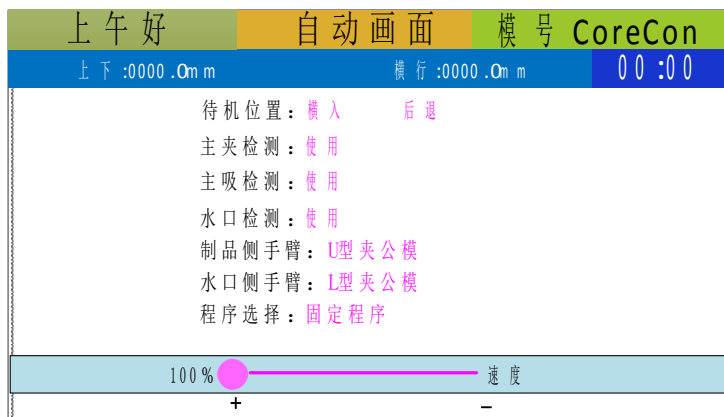 上午好 自动画面 模号 CoreCon
上下:0000.0mm 横行:0000.0mm 00:00
待机位置：横入 后退
主夹检测：使用
主吸检测：使用
水口检测：使用
制品侧手臂：U型夹公模
水口侧手臂：L型夹公模
程序选择：固定程序
100% 速度
+ −